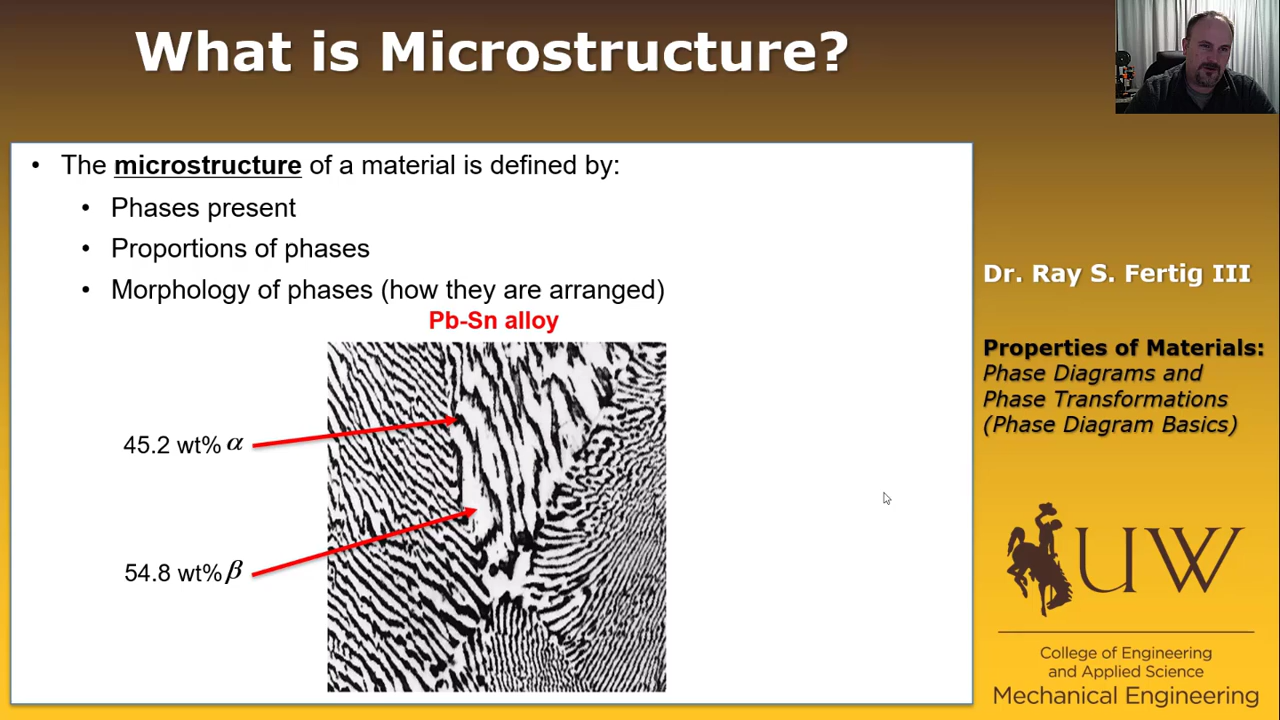 What is Microstructure?
• The microstructure of a material is defined by:
• Phases present
• Proportions of phases
• Morphology of phases (how they are arranged)
Pb-Sn alloy
45.2 wt% α
54.8 wt% β
Dr. Ray S. Fertig III
Properties of Materials:
Phase Diagrams and
Phase Transformations
(Phase Diagram Basics)
UW
College of Engineering
and Applied Science
Mechanical Engineering